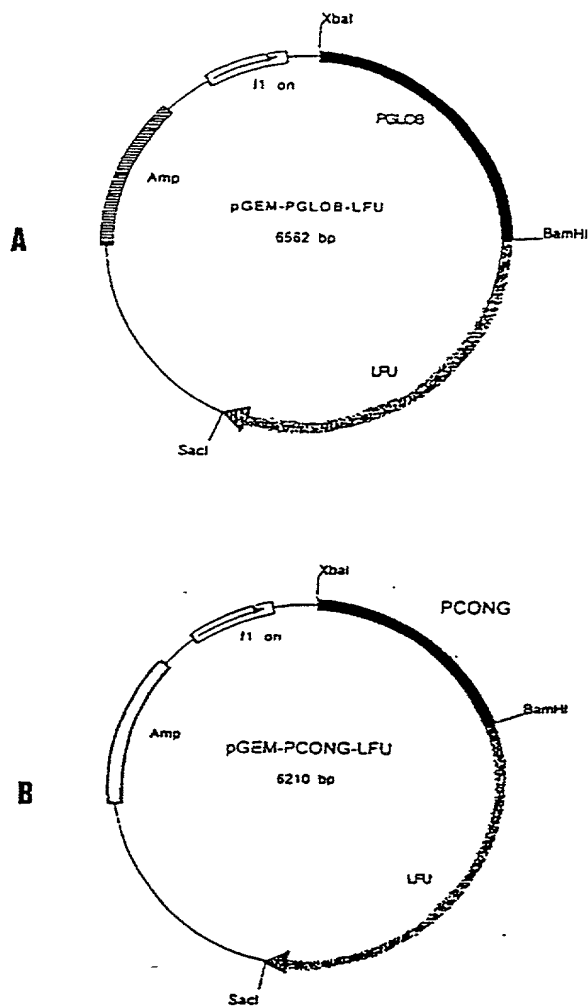 XbaI
f1 ori
PGLOB
Amp
pGEM-PGLOB-LFU
6562 bp
A
BamHI
LFU
SacI
XbaI
PCONG
f1 ori
BamHI
Amp
pGEM-PCONG-LFU
6210 bp
B
LFU
SacI